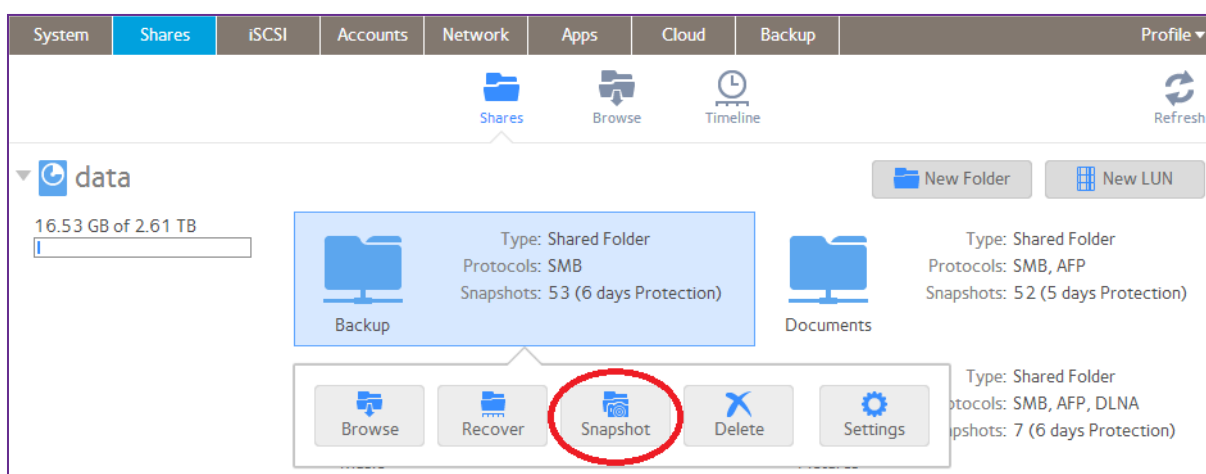 System Shares iSCSI Accounts Network Apps Cloud Backup Profile
Shares Browse Timeline Refresh
data
New Folder New LUN
16.53 GB of 2.61 TB
Type: Shared Folder
Protocols: SMB
Snapshots: 53 (6 days Protection)
Backup
Type: Shared Folder
Protocols: SMB, AFP
Snapshots: 52 (5 days Protection)
Documents
Browse Recover Snapshot Delete Settings
Type: Shared Folder
otocols: SMB, AFP, DLNA
pshots: 7 (6 days Protection)